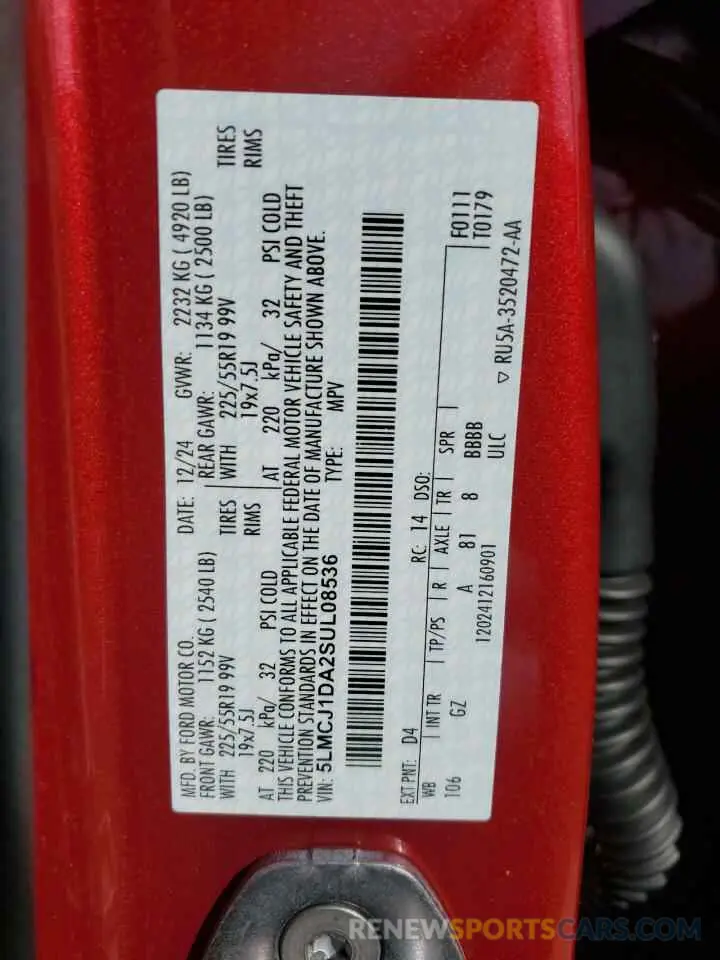 MFD. BY FORD MOTOR CO. DATE: 12/24 GVWR: 2232 KG ( 4920 LB)
FRONT GAWR: 1152 KG ( 2540 LB) REAR GAWR: 1134 KG ( 2500 LB)
WITH 225/55R19 99V TIRES WITH 225/55R19 99V TIRES
19x7.5J RIMS 19x7.5J RIMS
AT 220 kPa/ 32 PSI COLD AT 220 kPa/ 32 PSI COLD
THIS VEHICLE CONFORMS TO ALL APPLICABLE FEDERAL MOTOR VEHICLE SAFETY AND THEFT
PREVENTION STANDARDS IN EFFECT ON THE DATE OF MANUFACTURE SHOWN ABOVE.
VIN: 5LMCJ1DA2SUL08536 TYPE: MPV
EXT PNT: D4 RC: 14 DSO: F0111
WB INT TR TP/PS R AXLE TR SPR T0179
106 GZ A 81 8 BBBB
1202412160901 ULC ▽ RU5A-3520472-AA
RENEWSPORTSCARS.COM